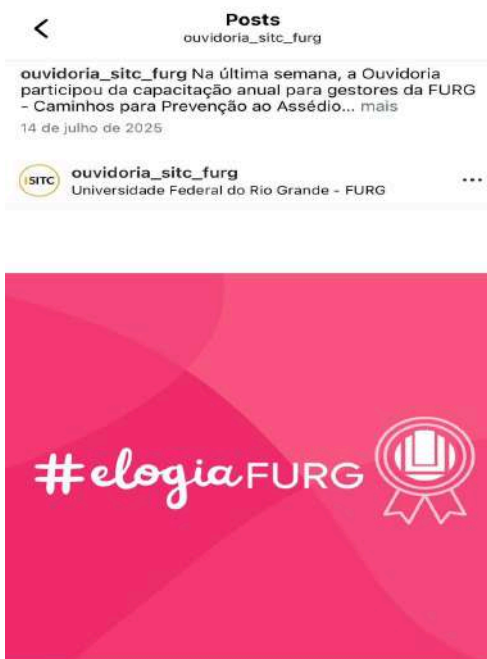 Posts
ouvidoria_sitc_furg
ouvidoria_sitc_furg Na última semana, a Ouvidoria
participou da capacitação anual para gestores da FURG
- Caminhos para Prevenção ao Assédio... mais
14 de julho de 2025
SITC
ouvidoria_sitc_furg
Universidade Federal do Rio Grande - FURG
#elogiaFURG